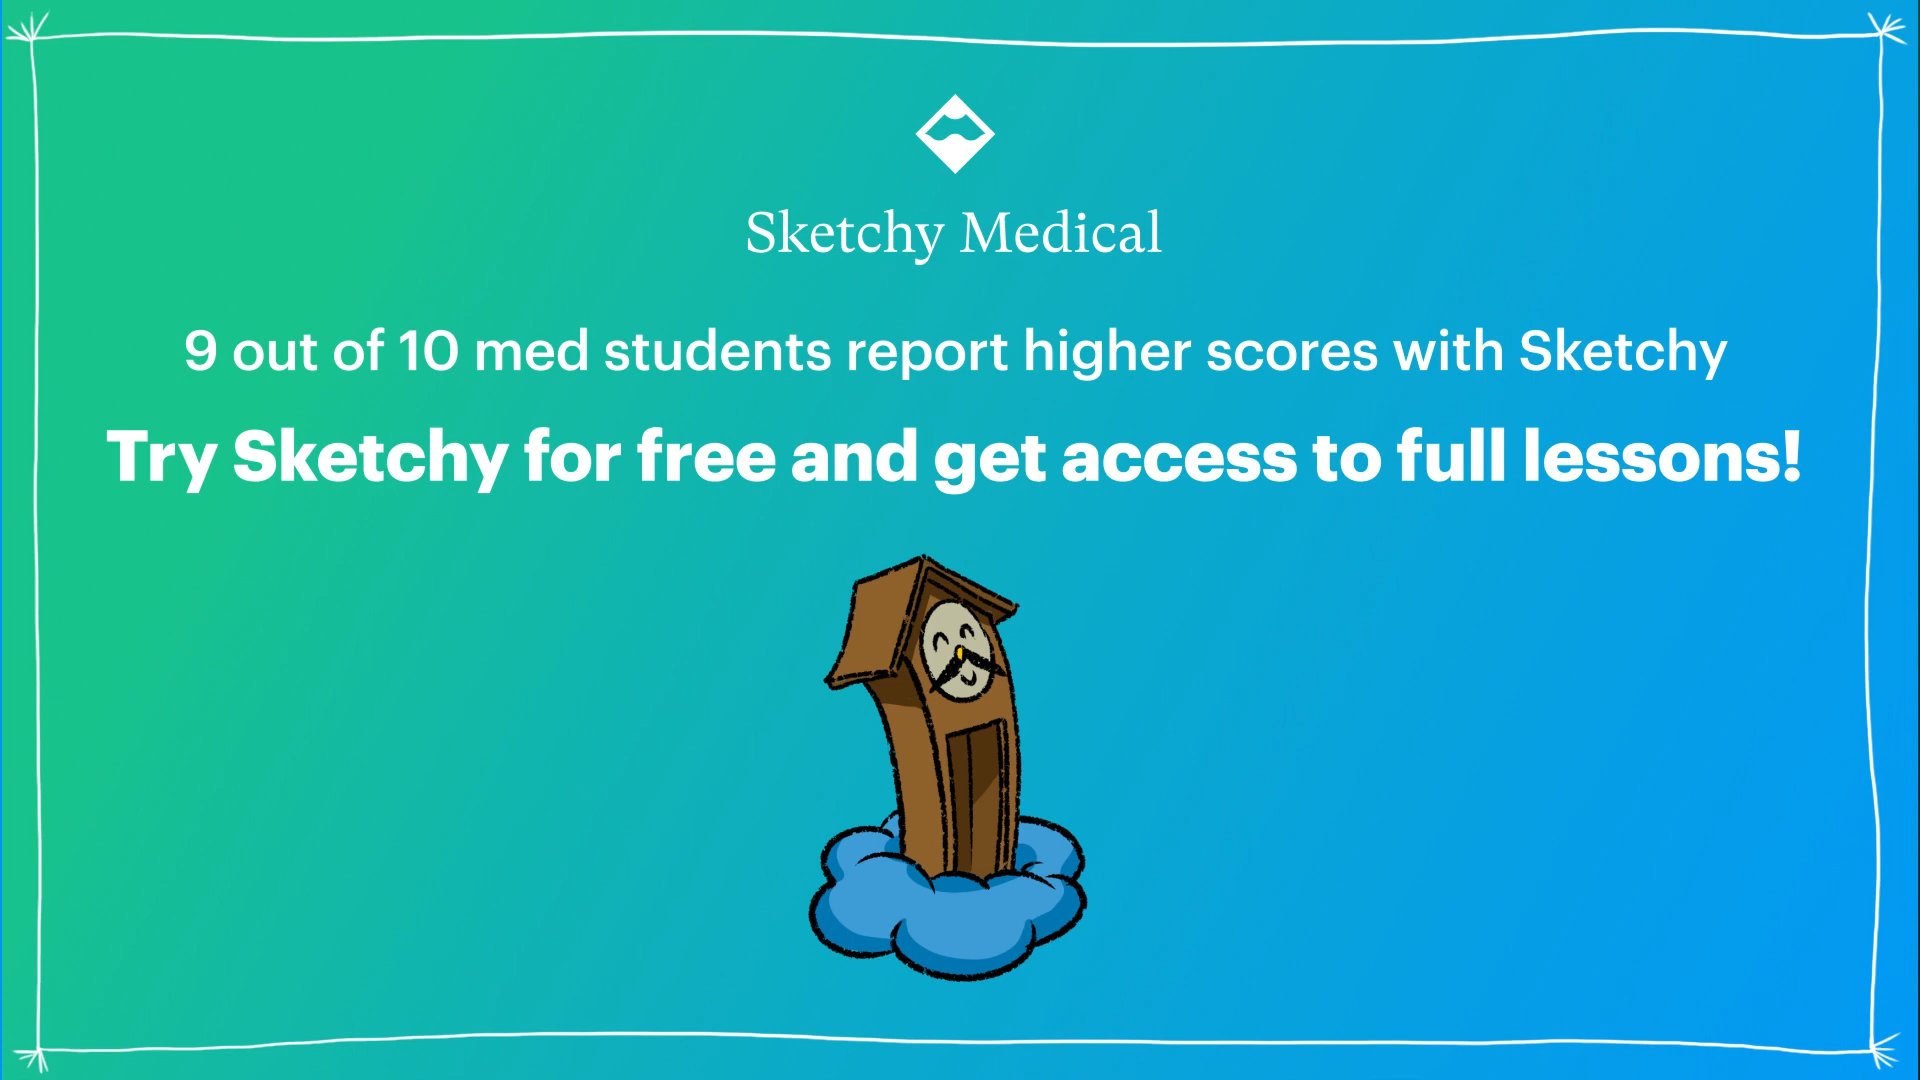 Sketchy Medical
9 out of 10 med students report higher scores with Sketchy
Try Sketchy for free and get access to full lessons!